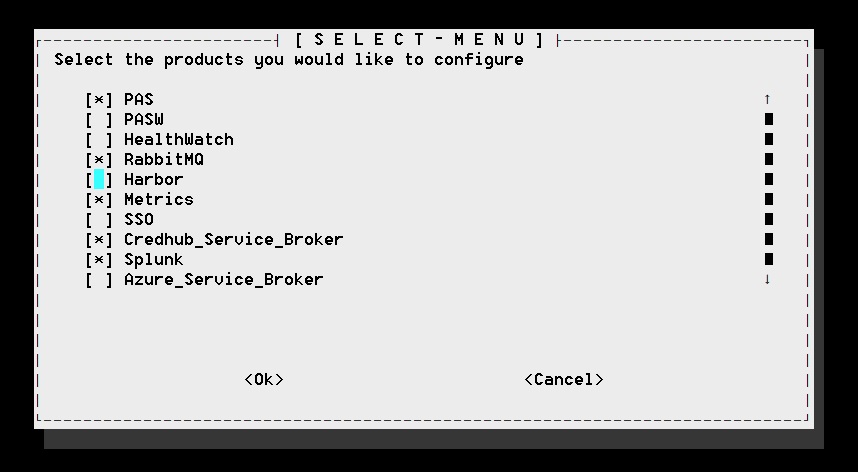 [ S E L E C T - M E N U ]
Select the products you would like to configure
[*] PAS ↑
[ ] PASW
[ ] HealthWatch
[*] RabbitMQ
[ ] Harbor
[*] Metrics
[ ] SSO
[*] Credhub_Service_Broker
[*] Splunk
[ ] Azure_Service_Broker ↓
<Ok> <Cancel>